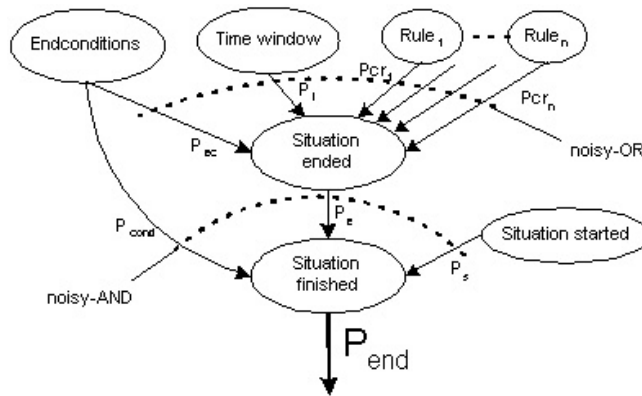 Endconditions
Time window
Rule1
Rulen
Pcr1
Pl
Pcrn
Pec
Situation
ended
noisy-OR
Pe
Pcond
Situation started
Ps
Situation
finished
noisy-AND
Pend